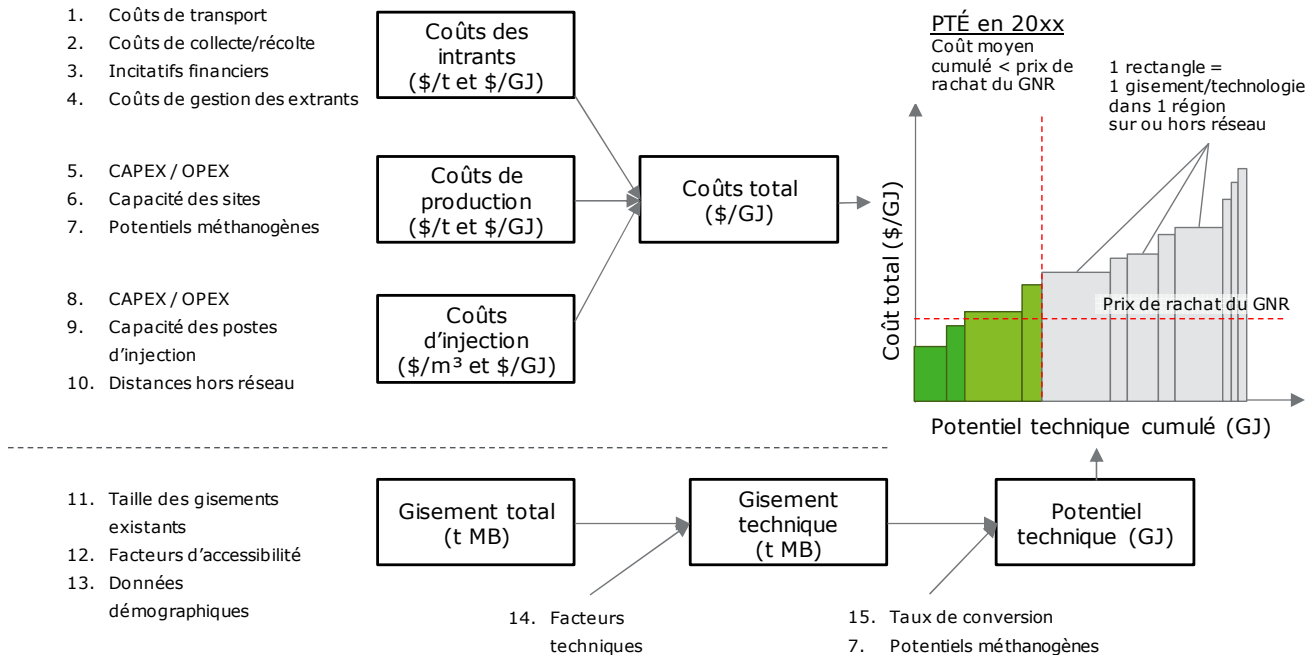 1. Coûts de transport
2. Coûts de collecte/récolte
3. Incitatifs financiers
4. Coûts de gestion des extrants
Coûts des
intrants
($/t et $/GJ)
5. CAPEX / OPEX
6. Capacité des sites
7. Potentiels méthanogènes
Coûts de
production
($/t et $/GJ)
8. CAPEX / OPEX
9. Capacité des postes
d’injection
10. Distances hors réseau
Coûts
d’injection
($/m³ et $/GJ)
Coûts total
($/GJ)
PTÉ en 20xx
Coût moyen
cumulé < prix de
rachat du GNR
1 rectangle =
1 gisement/technologie
dans 1 région
sur ou hors réseau
Coût total ($/GJ)
Prix de rachat du GNR
Potentiel technique cumulé (GJ)
11. Taille des gisements
existants
12. Facteurs d’accessibilité
13. Données
démographiques
Gisement total
(t MB)
Gisement
technique
(t MB)
Potentiel
technique (GJ)
14. Facteurs
techniques
15. Taux de conversion
7. Potentiels méthanogènes